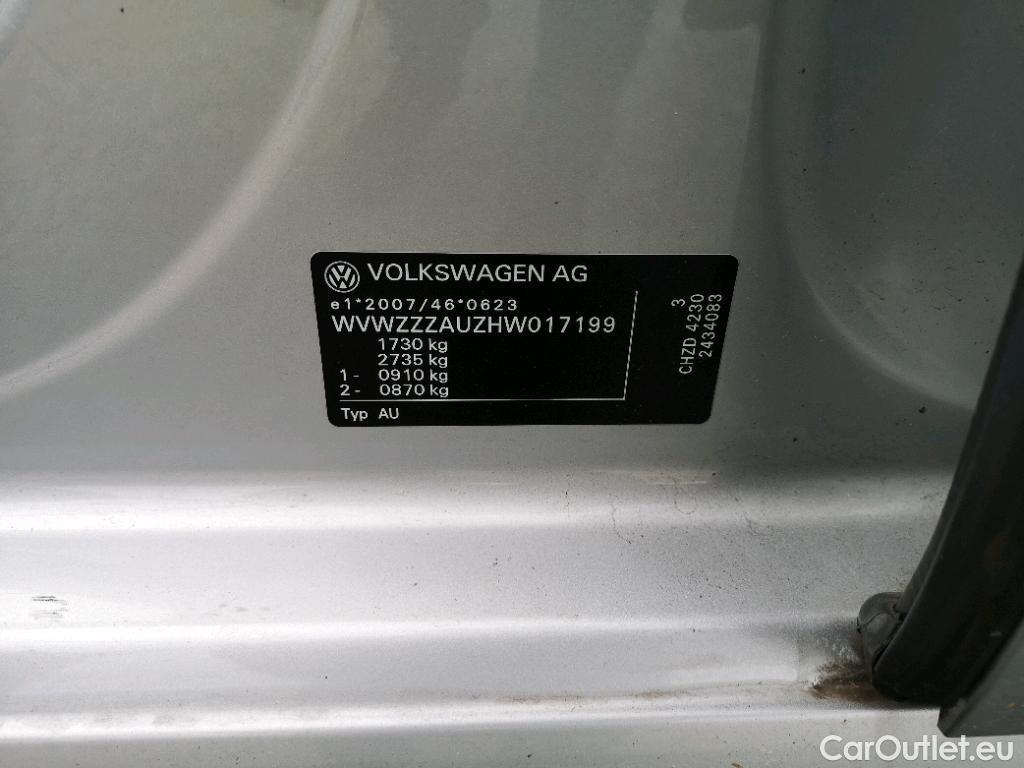 VOLKSWAGEN AG
e1*2007/46*0623
WVWZZZAUZHW017199
1730 kg
2735 kg
1- 0910 kg
2- 0870 kg
Typ AU
3
CHZD 4230
2434083
CarOutlet.eu